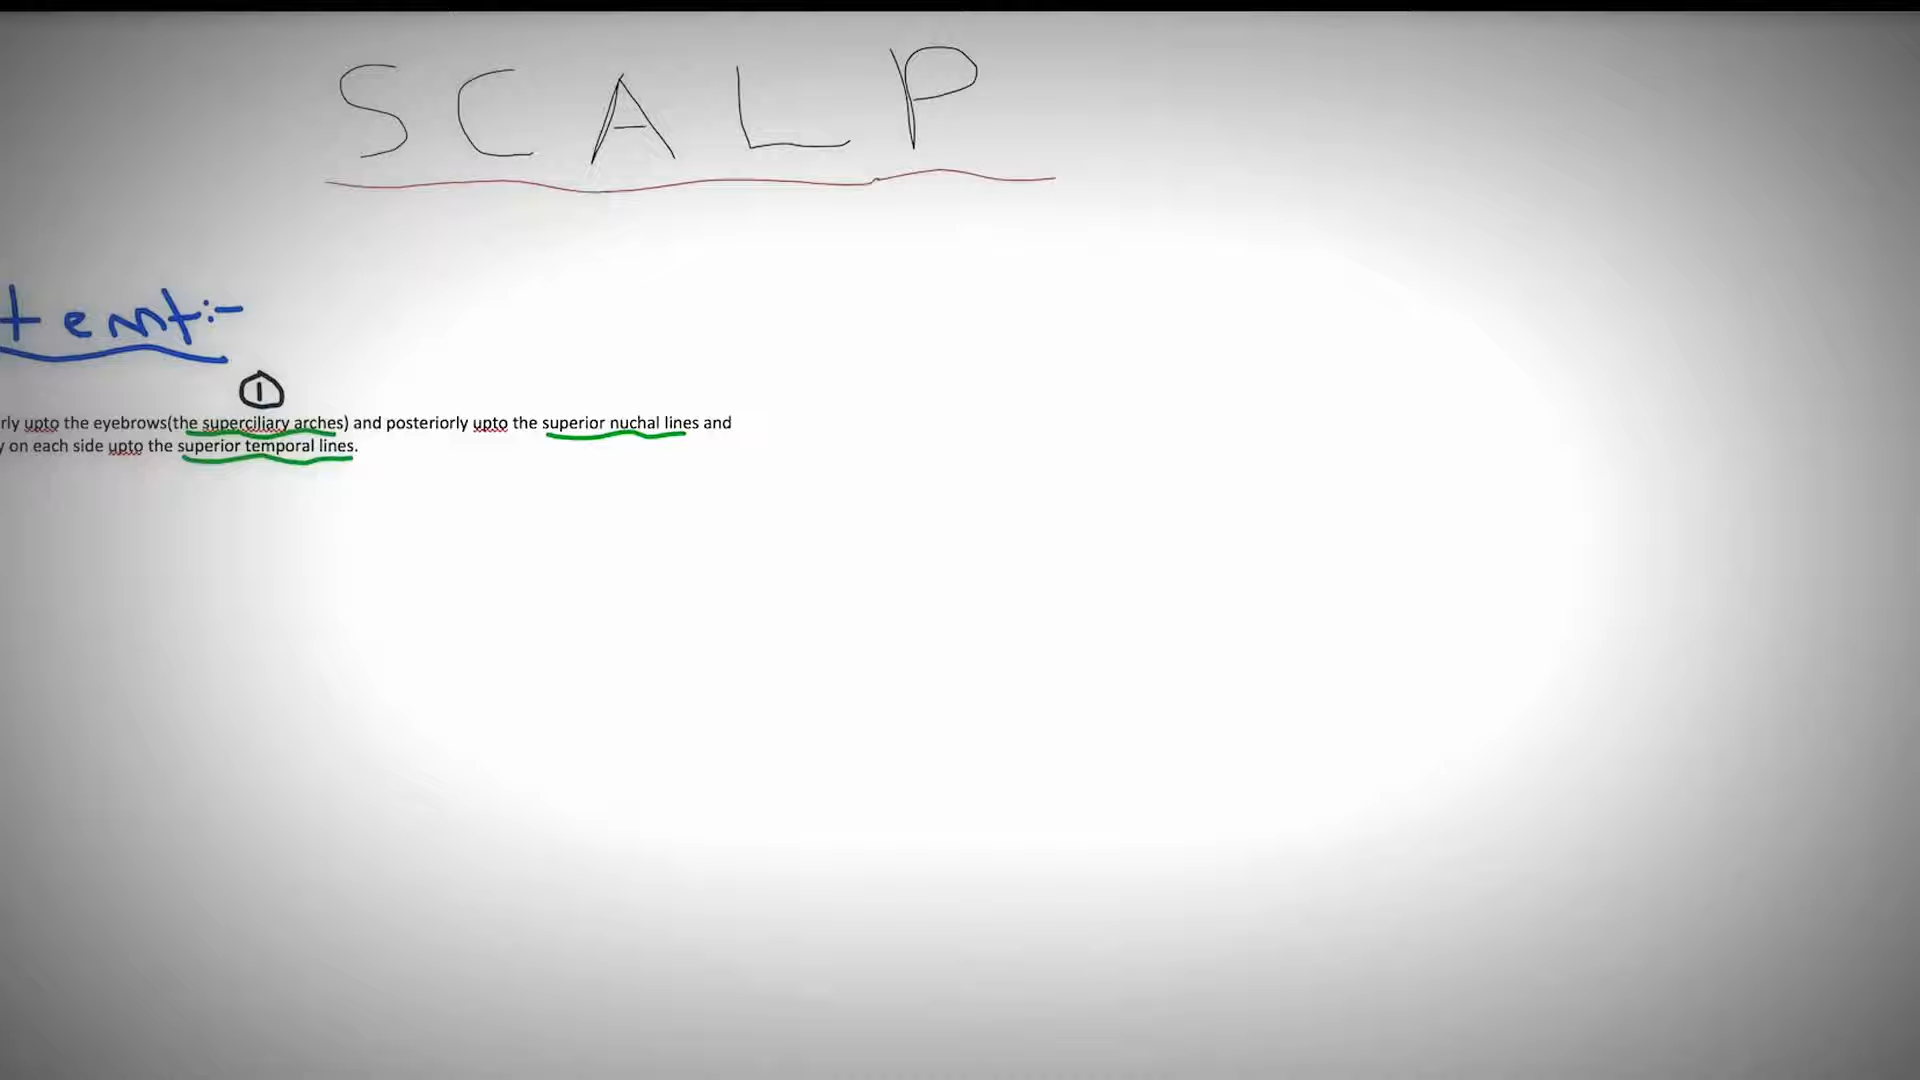 SCALP
tent:-
1
rly upto the eyebrows(the superciliary arches) and posteriorly upto the superior nuchal lines and
y on each side upto the superior temporal lines.